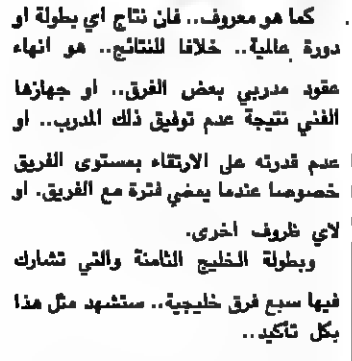 . كما هو معروف.. فان نتاج اي بطولة او
دورة عالمية.. خلافا للنتائج.. هو انهاء
عقود مدربي بعض الفرق.. او جهازها
الفني نتيجة عدم توفيق ذلك المدرب.. او
عدم قدرته على الارتقاء بمستوى الفريق
خصوصا عندما يمضي فترة مع الفريق. او
لاي ظروف اخرى.
وبطولة الخليج الثامنة والتي تشارك
فيها سبع فرق خليجية.. ستشهد مثل هذا
بكل تأكيد..